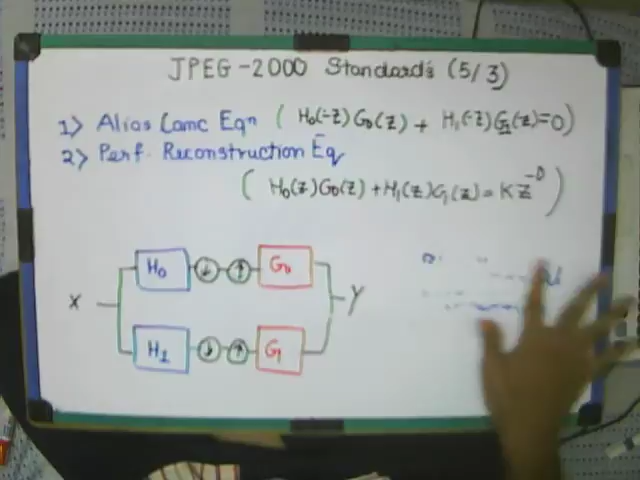 JPEG-2000 Standards (5/3)
1) Alias Canc Eqn ( H₀(-z)G₀(z) + H₁(-z)G₁(z)=0)
2) Perf. Reconstruction Eq
( H₀(z)G₀(z) + H₁(z)G₁(z) = K z^-D )
X H₀ ↓ ↑ G₀ Y
H₁ ↓ ↑ G₁